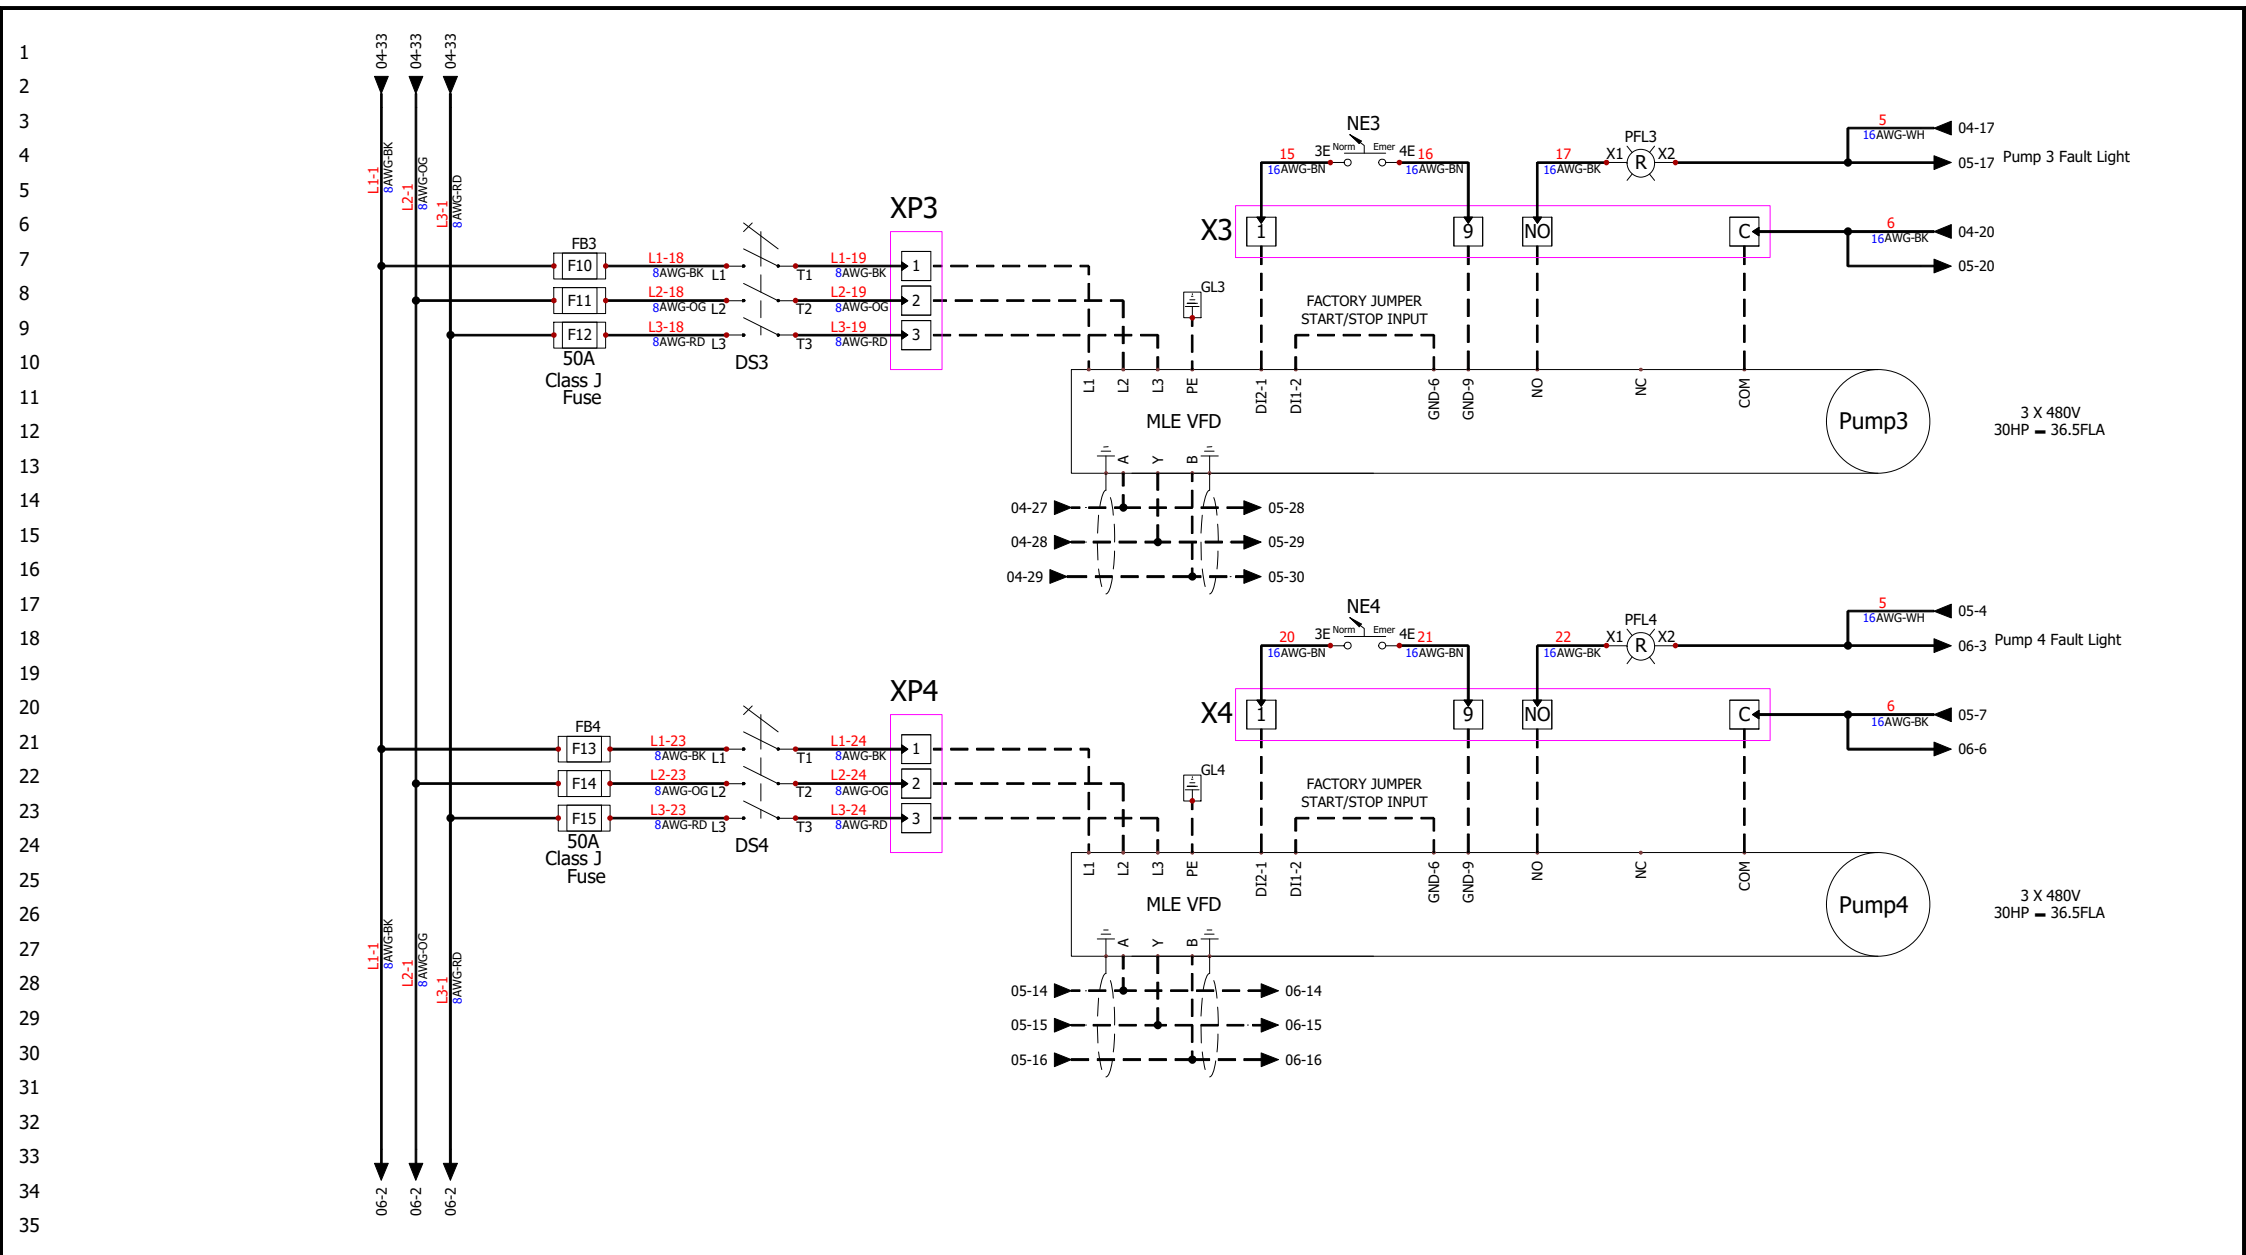 1
2
3
4
5
6
7
8
9
10
11
12
13
14
15
16
17
18
19
20
21
22
23
24
25
26
27
28
29
30
31
32
33
34
35
04-33
04-33
04-33
L1-1
8AWG-BK
L2-1
8AWG-OG
L3-1
8AWG-RD
FB3
F10
F11
F12
50A
Class J
Fuse
L1-18
8AWG-BK
L1
L2-18
8AWG-OG
L2
L3-18
8AWG-RD
L3
DS3
T1
T2
T3
L1-19
8AWG-BK
L2-19
8AWG-OG
L3-19
8AWG-RD
XP3
1
2
3
NE3
15
16AWG-BN
3E
Norm
Emer
4E
16
16AWG-BN
17
16AWG-BK
PFL3
X1
R
X2
5
16AWG-WH
04-17
05-17
Pump 3 Fault Light
X3
1
9
NO
C
6
16AWG-BK
04-20
05-20
GL3
FACTORY JUMPER
START/STOP INPUT
L1
L2
L3
PE
DI2-1
DI1-2
GND-6
GND-9
NO
NC
COM
MLE VFD
Pump3
3 X 480V
30HP - 36.5FLA
A
Y
B
04-27
05-28
04-28
05-29
04-29
05-30
FB4
F13
F14
F15
50A
Class J
Fuse
L1-23
8AWG-BK
L1
L2-23
8AWG-OG
L2
L3-23
8AWG-RD
L3
DS4
T1
T2
T3
L1-24
8AWG-BK
L2-24
8AWG-OG
L3-24
8AWG-RD
XP4
1
2
3
NE4
20
16AWG-BN
3E
Norm
Emer
4E
21
16AWG-BN
22
16AWG-BK
PFL4
X1
R
X2
5
16AWG-WH
05-4
06-3
Pump 4 Fault Light
X4
1
9
NO
C
6
16AWG-BK
05-7
06-6
GL4
FACTORY JUMPER
START/STOP INPUT
L1
L2
L3
PE
DI2-1
DI1-2
GND-6
GND-9
NO
NC
COM
MLE VFD
Pump4
3 X 480V
30HP - 36.5FLA
A
Y
B
05-14
06-14
05-15
06-15
05-16
06-16
L1-1
8AWG-BK
L2-1
8AWG-OG
L3-1
8AWG-RD
06-2
06-2
06-2